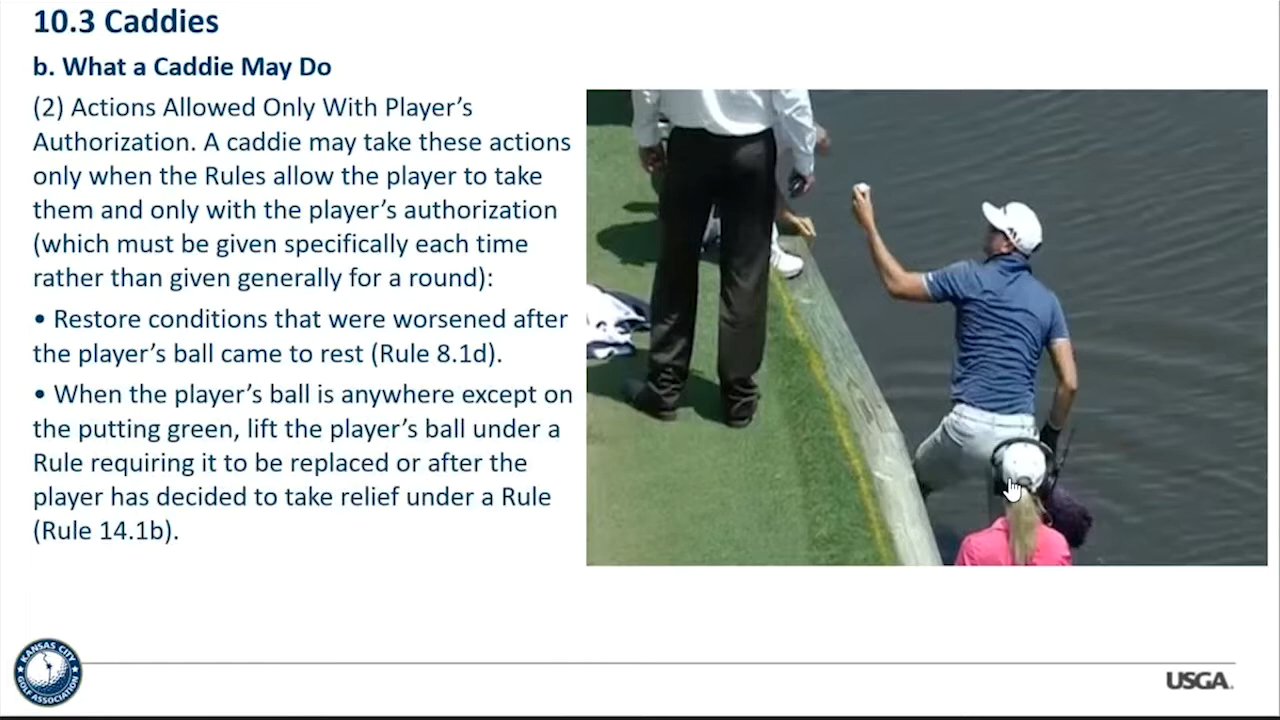 10.3 Caddies
b. What a Caddie May Do
(2) Actions Allowed Only With Player's
Authorization. A caddie may take these actions
only when the Rules allow the player to take
them and only with the player's authorization
(which must be given specifically each time
rather than given generally for a round):
• Restore conditions that were worsened after
the player's ball came to rest (Rule 8.1d).
• When the player's ball is anywhere except on
the putting green, lift the player's ball under a
Rule requiring it to be replaced or after the
player has decided to take relief under a Rule
(Rule 14.1b).
KANSAS CITY
GOLF ASSOCIATION
USGA.